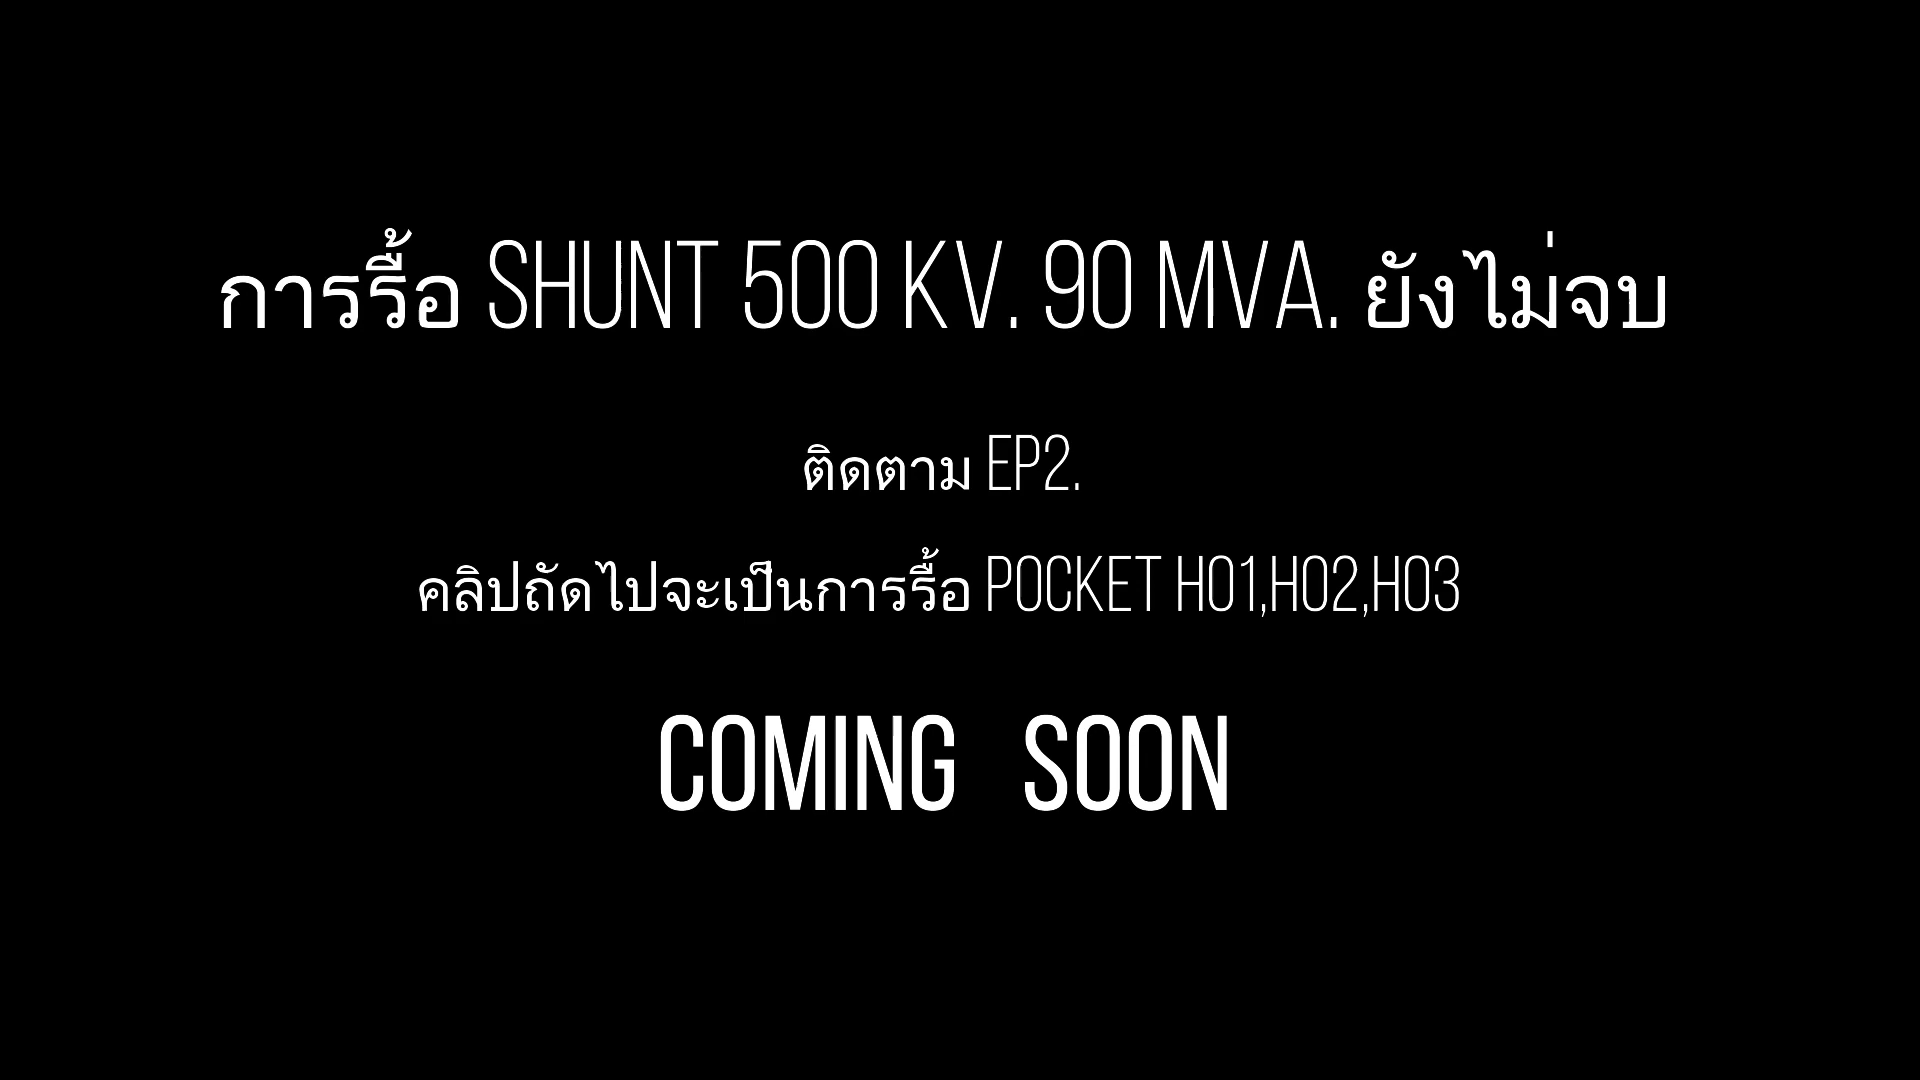 การรื้อ SHUNT 500 KV. 90 MVA. ยังไม่จบ
ติดตาม EP2.
คลิปถัดไปจะเป็นการรื้อ POCKET H01,H02,H03
COMING SOON